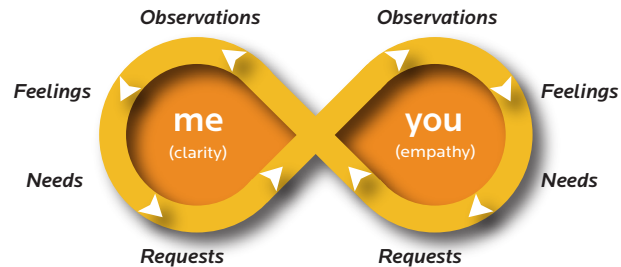 Observations
Observations
Feelings
me
you
Feelings
(clarity)
(empathy)
Needs
Needs
Requests
Requests